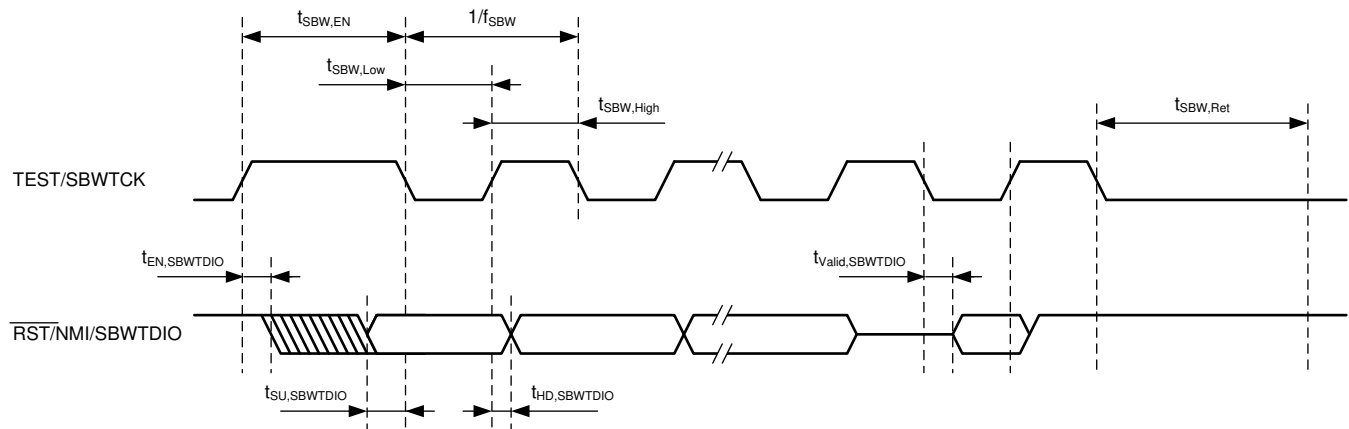 tSBW,EN
1/fSBW
tSBW,Low
tSBW,High
tSBW,Ret
TEST/SBWTCK
tEN,SBWTDIO
tValid,SBWTDIO
RST/NMI/SBWTDIO
tSU,SBWTDIO
tHD,SBWTDIO